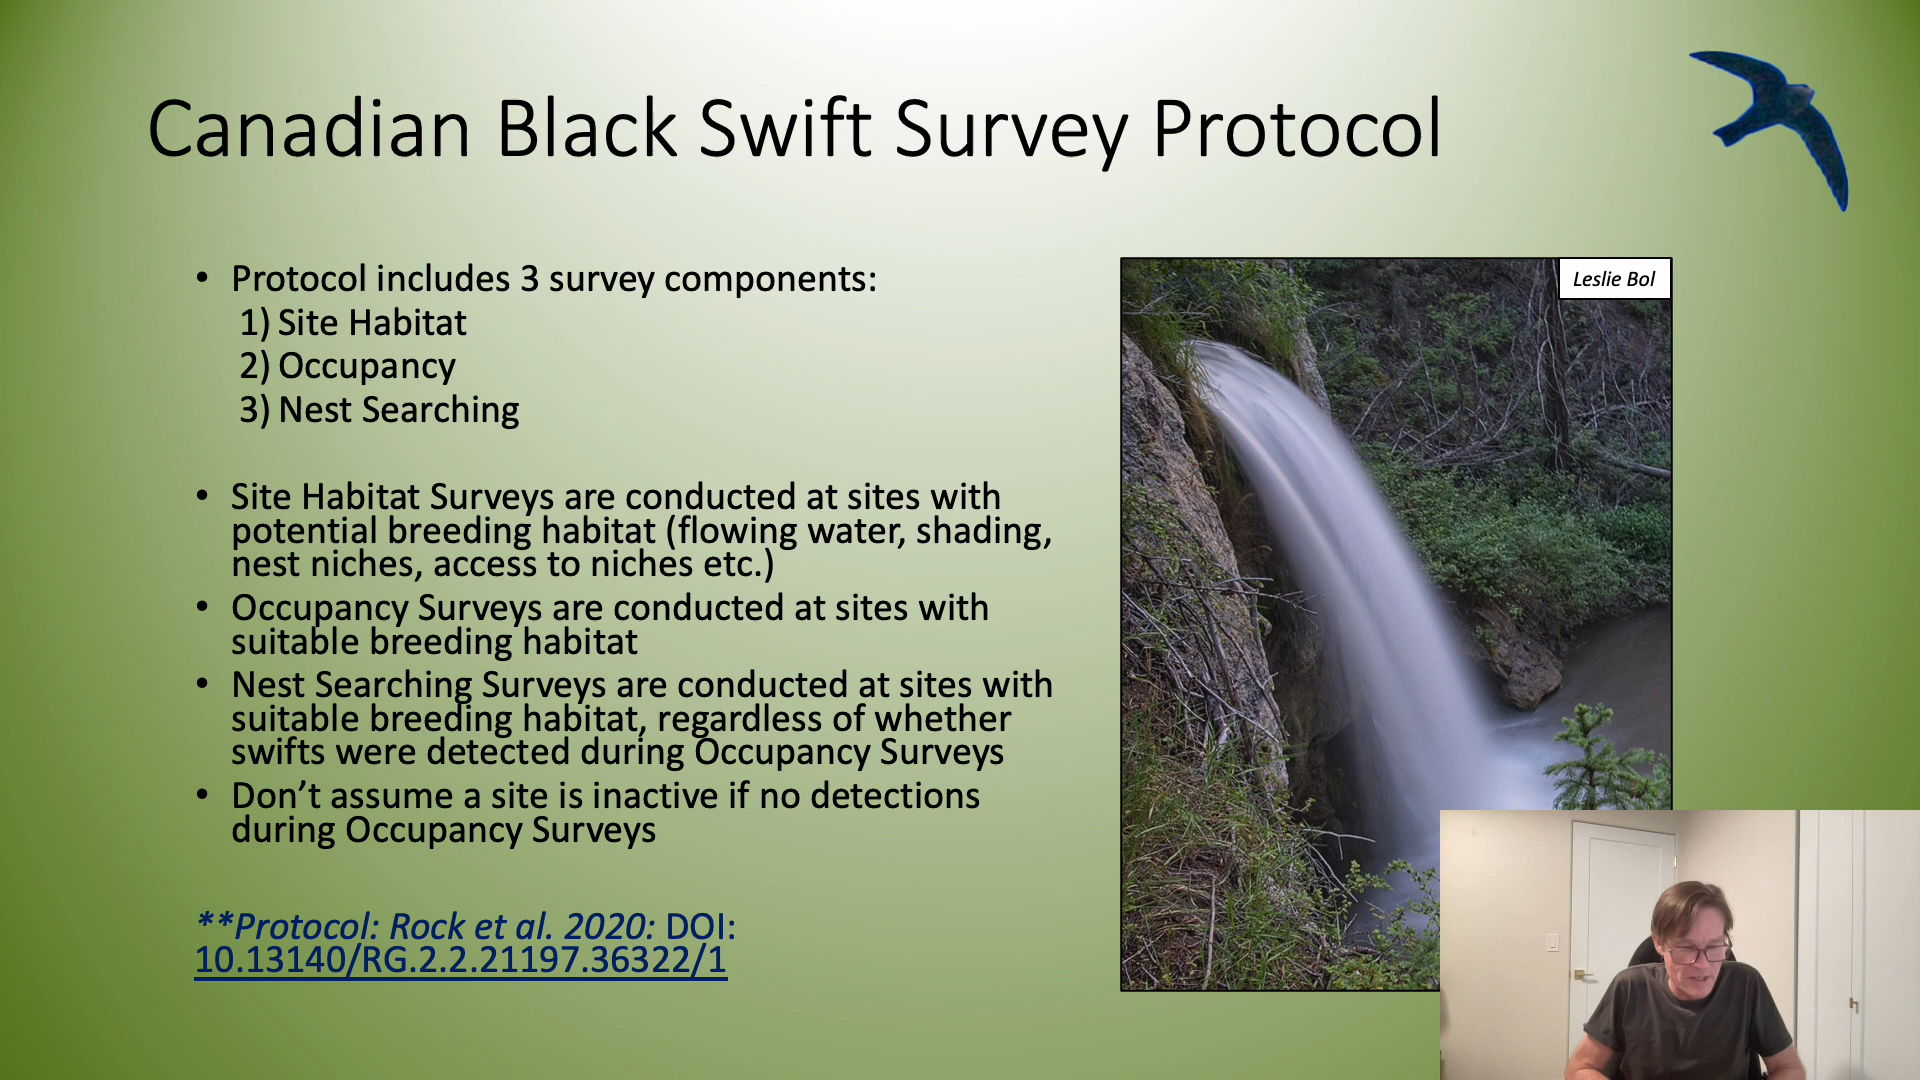 Canadian Black Swift Survey Protocol
• Protocol includes 3 survey components:
1) Site Habitat
2) Occupancy
3) Nest Searching
• Site Habitat Surveys are conducted at sites with
potential breeding habitat (flowing water, shading,
nest niches, access to niches etc.)
• Occupancy Surveys are conducted at sites with
suitable breeding habitat
• Nest Searching Surveys are conducted at sites with
suitable breeding habitat, regardless of whether
swifts were detected during Occupancy Surveys
• Don’t assume a site is inactive if no detections
during Occupancy Surveys
**Protocol: Rock et al. 2020: DOI:
10.13140/RG.2.2.21197.36322/1
Leslie Bol